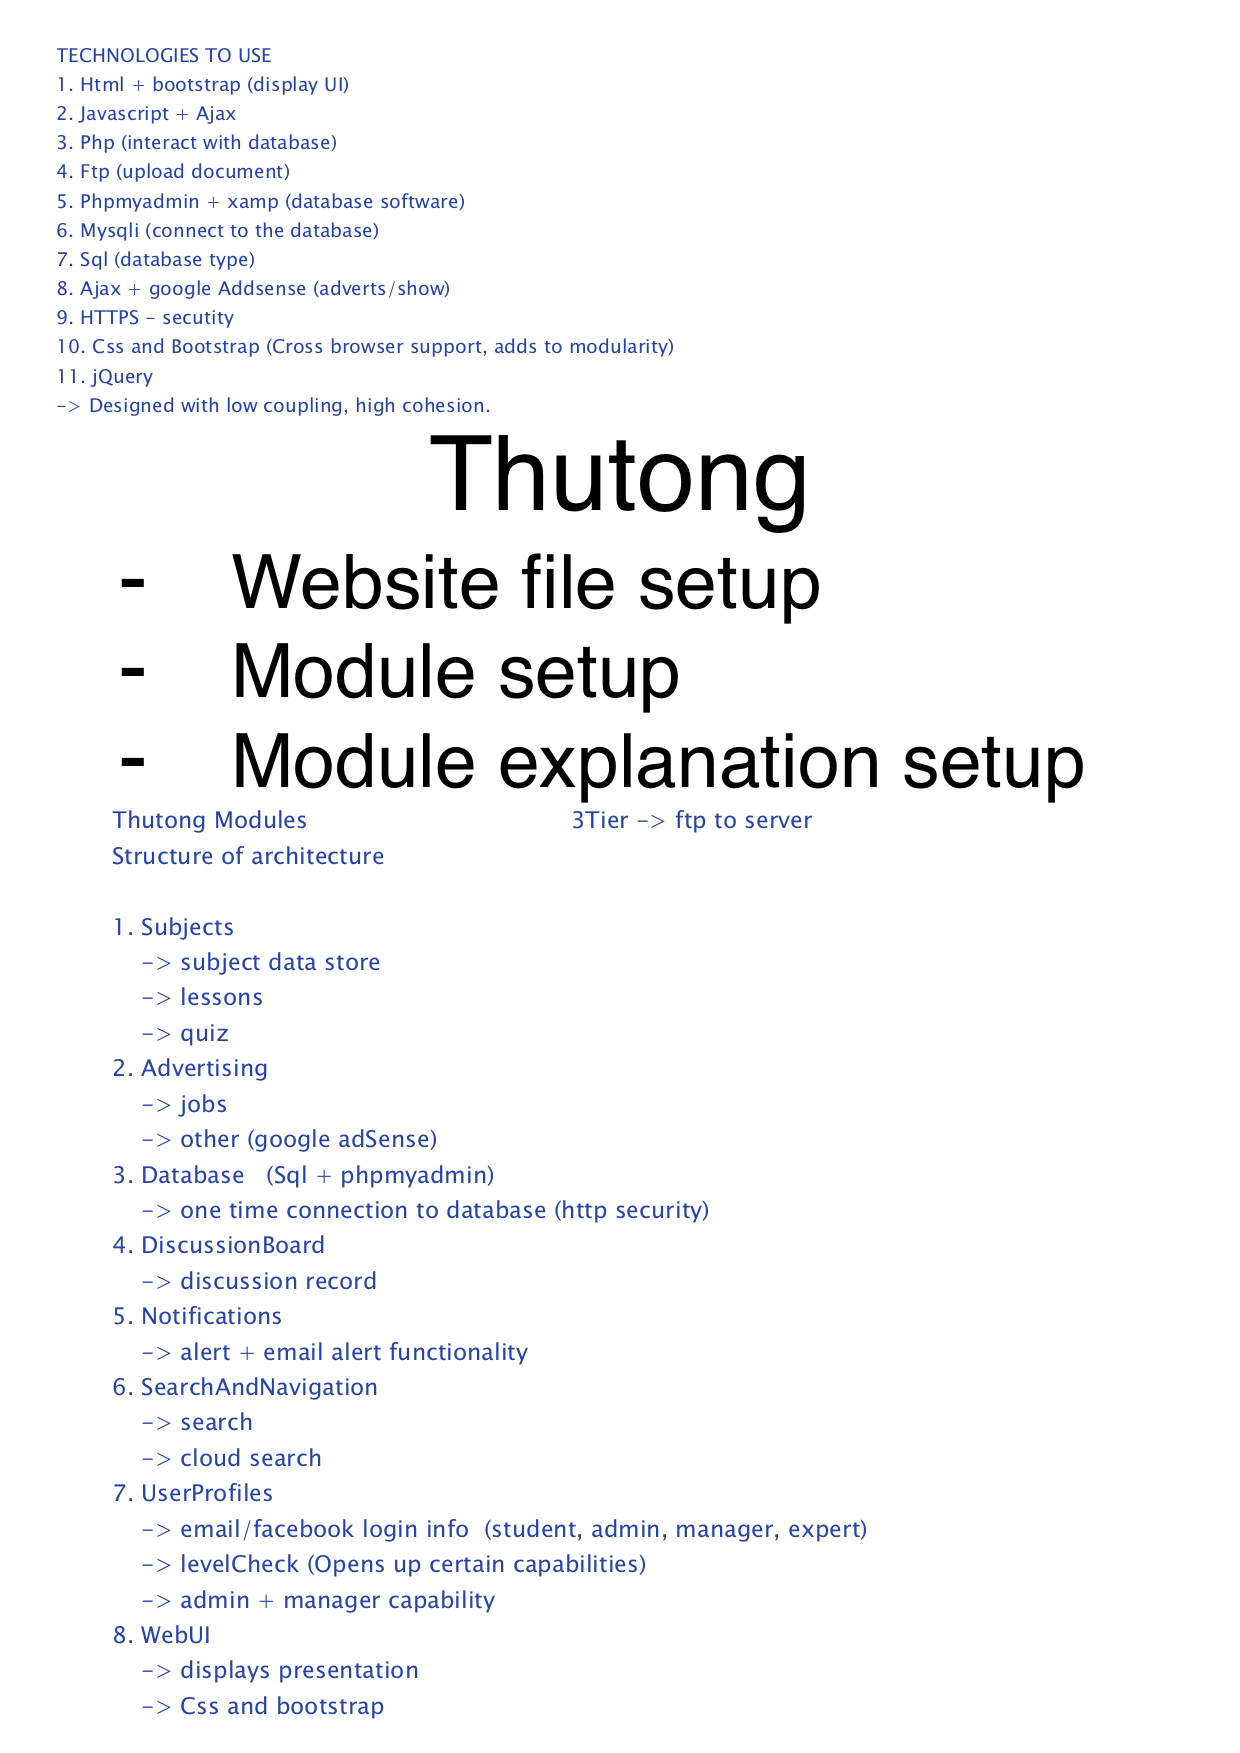 TECHNOLOGIES TO USE
1. Html + bootstrap (display UI)
2. Javascript + Ajax
3. Php (interact with database)
4. Ftp (upload document)
5. Phpmyadmin + xamp (database software)
6. Mysqli (connect to the database)
7. Sql (database type)
8. Ajax + google Addsense (adverts/show)
9. HTTPS - secutity
10. Css and Bootstrap (Cross browser support, adds to modularity)
11. jQuery
-> Designed with low coupling, high cohesion.
Thutong
- Website file setup
- Module setup
- Module explanation setup
Thutong Modules 3Tier -> ftp to server
Structure of architecture
1. Subjects
-> subject data store
-> lessons
-> quiz
2. Advertising
-> jobs
-> other (google adSense)
3. Database (Sql + phpmyadmin)
-> one time connection to database (http security)
4. DiscussionBoard
-> discussion record
5. Notifications
-> alert + email alert functionality
6. SearchAndNavigation
-> search
-> cloud search
7. UserProfiles
-> email/facebook login info (student, admin, manager, expert)
-> levelCheck (Opens up certain capabilities)
-> admin + manager capability
8. WebUI
-> displays presentation
-> Css and bootstrap